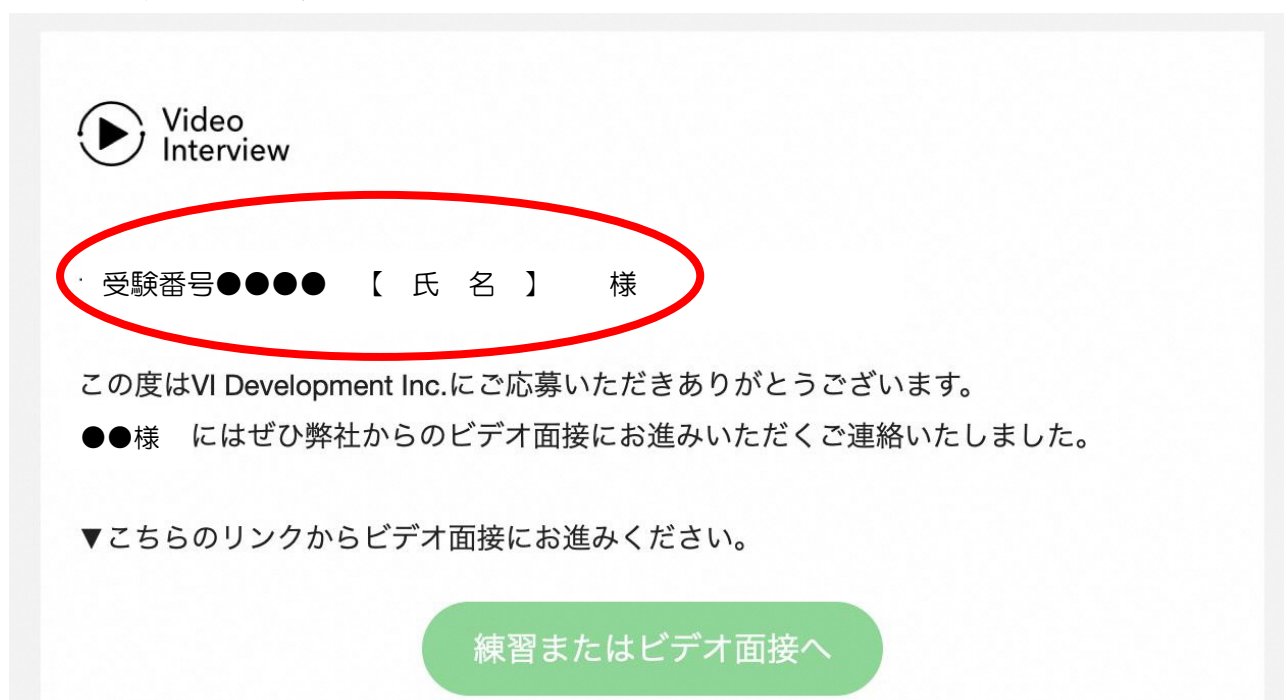 Video
Interview
受験番号●●●● 【 氏 名 】 様
この度はVI Development Inc.にご応募いただきありがとうございます。
●●様 にはぜひ弊社からのビデオ面接にお進みいただくご連絡いたしました。
▼こちらのリンクからビデオ面接にお進みください。
練習またはビデオ面接へ